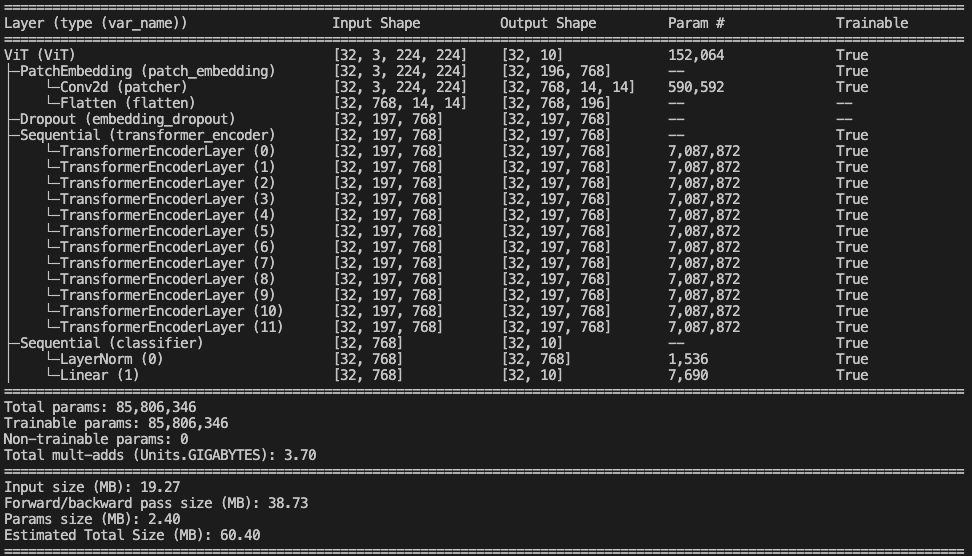 ==========================================================================================
Layer (type (var_name)) Input Shape Output Shape Param # Trainable
==========================================================================================
ViT (ViT) [32, 3, 224, 224] [32, 10] 152,064 True
├─PatchEmbedding (patch_embedding) [32, 3, 224, 224] [32, 196, 768] -- True
│ └─Conv2d (patcher) [32, 3, 224, 224] [32, 768, 14, 14] 590,592 True
│ └─Flatten (flatten) [32, 768, 14, 14] [32, 768, 196] -- --
├─Dropout (embedding_dropout) [32, 197, 768] [32, 197, 768] -- --
├─Sequential (transformer_encoder) [32, 197, 768] [32, 197, 768] -- True
│ └─TransformerEncoderLayer (0) [32, 197, 768] [32, 197, 768] 7,087,872 True
│ └─TransformerEncoderLayer (1) [32, 197, 768] [32, 197, 768] 7,087,872 True
│ └─TransformerEncoderLayer (2) [32, 197, 768] [32, 197, 768] 7,087,872 True
│ └─TransformerEncoderLayer (3) [32, 197, 768] [32, 197, 768] 7,087,872 True
│ └─TransformerEncoderLayer (4) [32, 197, 768] [32, 197, 768] 7,087,872 True
│ └─TransformerEncoderLayer (5) [32, 197, 768] [32, 197, 768] 7,087,872 True
│ └─TransformerEncoderLayer (6) [32, 197, 768] [32, 197, 768] 7,087,872 True
│ └─TransformerEncoderLayer (7) [32, 197, 768] [32, 197, 768] 7,087,872 True
│ └─TransformerEncoderLayer (8) [32, 197, 768] [32, 197, 768] 7,087,872 True
│ └─TransformerEncoderLayer (9) [32, 197, 768] [32, 197, 768] 7,087,872 True
│ └─TransformerEncoderLayer (10) [32, 197, 768] [32, 197, 768] 7,087,872 True
│ └─TransformerEncoderLayer (11) [32, 197, 768] [32, 197, 768] 7,087,872 True
├─Sequential (classifier) [32, 768] [32, 10] -- True
│ └─LayerNorm (0) [32, 768] [32, 768] 1,536 True
│ └─Linear (1) [32, 768] [32, 10] 7,690 True
==========================================================================================
Total params: 85,806,346
Trainable params: 85,806,346
Non-trainable params: 0
Total mult-adds (Units.GIGABYTES): 3.70
==========================================================================================
Input size (MB): 19.27
Forward/backward pass size (MB): 38.73
Params size (MB): 2.40
Estimated Total Size (MB): 60.40
==========================================================================================